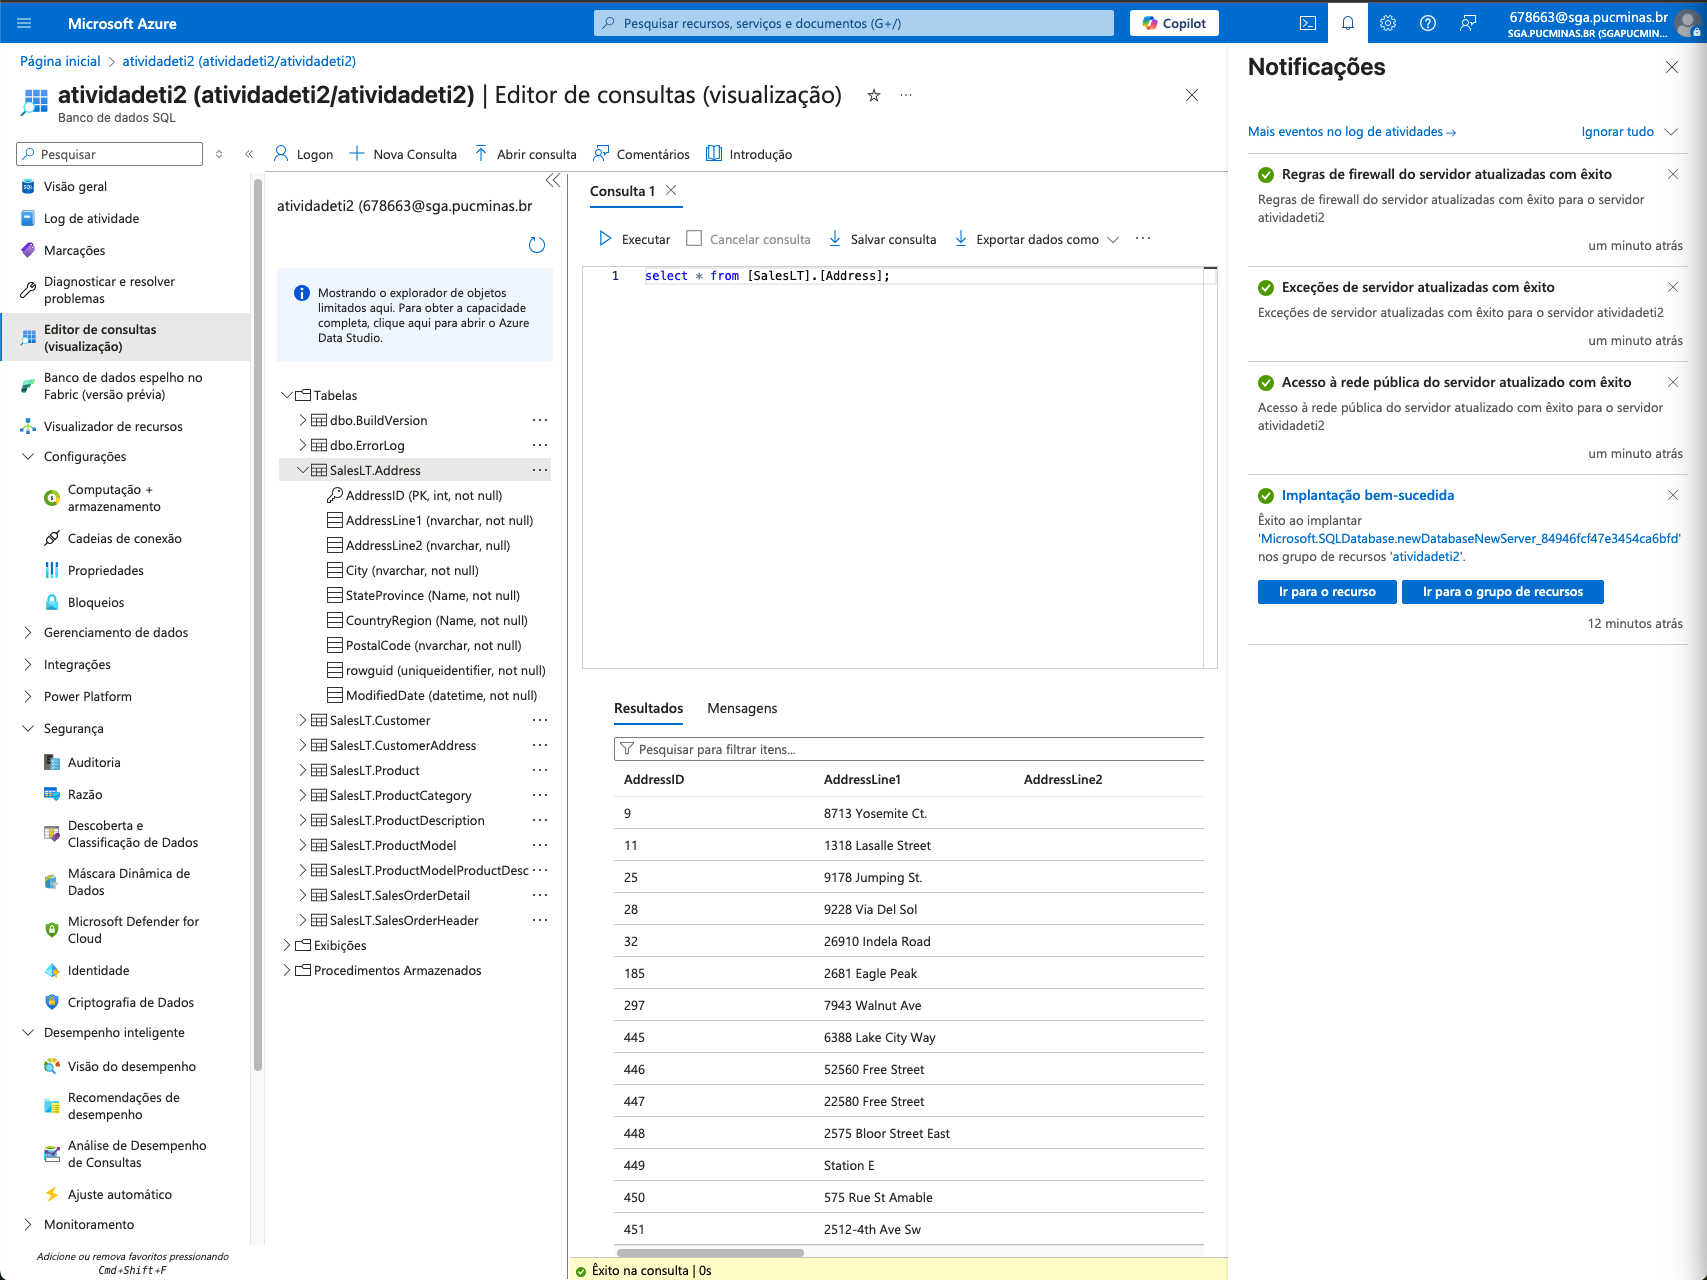 Microsoft Azure
Pesquisar recursos, serviços e documentos (G+/)
Copilot
678663@sga.pucminas.br
SGA.PUCMINAS.BR (SGAPUCMIN...
Página inicial > atividadeti2 (atividadeti2/atividadeti2)
atividadeti2 (atividadeti2/atividadeti2) | Editor de consultas (visualização)
Banco de dados SQL
Pesquisar
Visão geral
Log de atividade
Marcações
Diagnosticar e resolver
problemas
Editor de consultas
(visualização)
Banco de dados espelho no
Fabric (versão prévia)
Visualizador de recursos
Configurações
Computação +
armazenamento
Cadeias de conexão
Propriedades
Bloqueios
Gerenciamento de dados
Integrações
Power Platform
Segurança
Auditoria
Razão
Descoberta e
Classificação de Dados
Máscara Dinâmica de
Dados
Microsoft Defender for
Cloud
Identidade
Criptografia de Dados
Desempenho inteligente
Visão do desempenho
Recomendações de
desempenho
Análise de Desempenho
de Consultas
Ajuste automático
Monitoramento
Adicione ou remova favoritos pressionando
Cmd+Shift+F
Logon
Nova Consulta
Abrir consulta
Comentários
Introdução
atividadeti2 (678663@sga.pucminas.br
Mostrando o explorador de objetos
limitados aqui. Para obter a capacidade
completa, clique aqui para abrir o Azure
Data Studio.
Tabelas
dbo.BuildVersion
dbo.ErrorLog
SalesLT.Address
AddressID (PK, int, not null)
AddressLine1 (nvarchar, not null)
AddressLine2 (nvarchar, null)
City (nvarchar, not null)
StateProvince (Name, not null)
CountryRegion (Name, not null)
PostalCode (nvarchar, not null)
rowguid (uniqueidentifier, not null)
ModifiedDate (datetime, not null)
SalesLT.Customer
SalesLT.CustomerAddress
SalesLT.Product
SalesLT.ProductCategory
SalesLT.ProductDescription
SalesLT.ProductModel
SalesLT.ProductModelProductDesc
SalesLT.SalesOrderDetail
SalesLT.SalesOrderHeader
Exibições
Procedimentos Armazenados
Consulta 1
Executar
Cancelar consulta
Salvar consulta
Exportar dados como
1 select * from [SalesLT].[Address];
Resultados
Mensagens
Pesquisar para filtrar itens...
AddressID AddressLine1 AddressLine2
9 8713 Yosemite Ct.
11 1318 Lasalle Street
25 9178 Jumping St.
28 9228 Via Del Sol
32 26910 Indela Road
185 2681 Eagle Peak
297 7943 Walnut Ave
445 6388 Lake City Way
446 52560 Free Street
447 22580 Free Street
448 2575 Bloor Street East
449 Station E
450 575 Rue St Amable
451 2512-4th Ave Sw
Êxito na consulta | 0s
Notificações
Mais eventos no log de atividades→
Ignorar tudo
Regras de firewall do servidor atualizadas com êxito
Regras de firewall do servidor atualizadas com êxito para o servidor
atividadeti2
um minuto atrás
Exceções de servidor atualizadas com êxito
Exceções de servidor atualizadas com êxito para o servidor atividadeti2
um minuto atrás
Acesso à rede pública do servidor atualizado com êxito
Acesso à rede pública do servidor atualizado com êxito para o servidor
atividadeti2
um minuto atrás
Implantação bem-sucedida
Êxito ao implantar
'Microsoft.SQLDatabase.newDatabaseNewServer_84946fcf47e3454ca6bfd'
nos grupo de recursos 'atividadeti2'.
Ir para o recurso
Ir para o grupo de recursos
12 minutos atrás